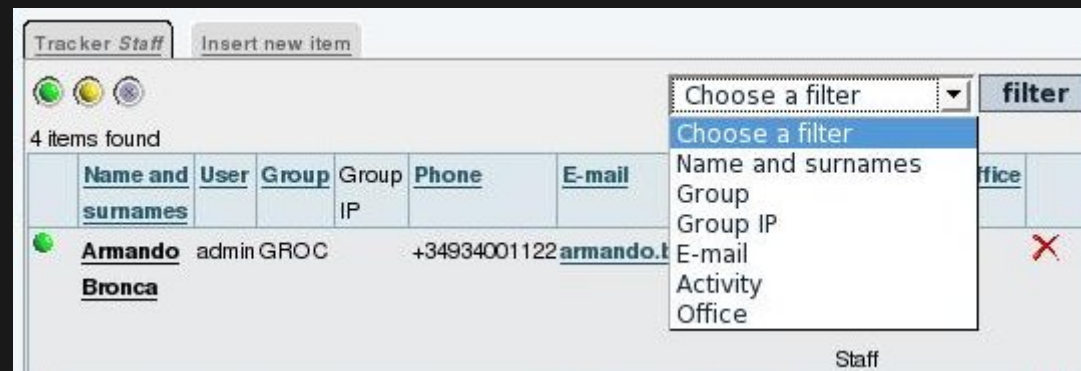 Tracker Staff Insert new item
Choose a filter filter
4 items found
Choose a filter
Name and surnames
Group
Group IP
E-mail
Activity
Office
Name and surnames User Group Group IP Phone E-mail ffice
Armando Bronca admin GROC +34934001122 armando.b
Staff